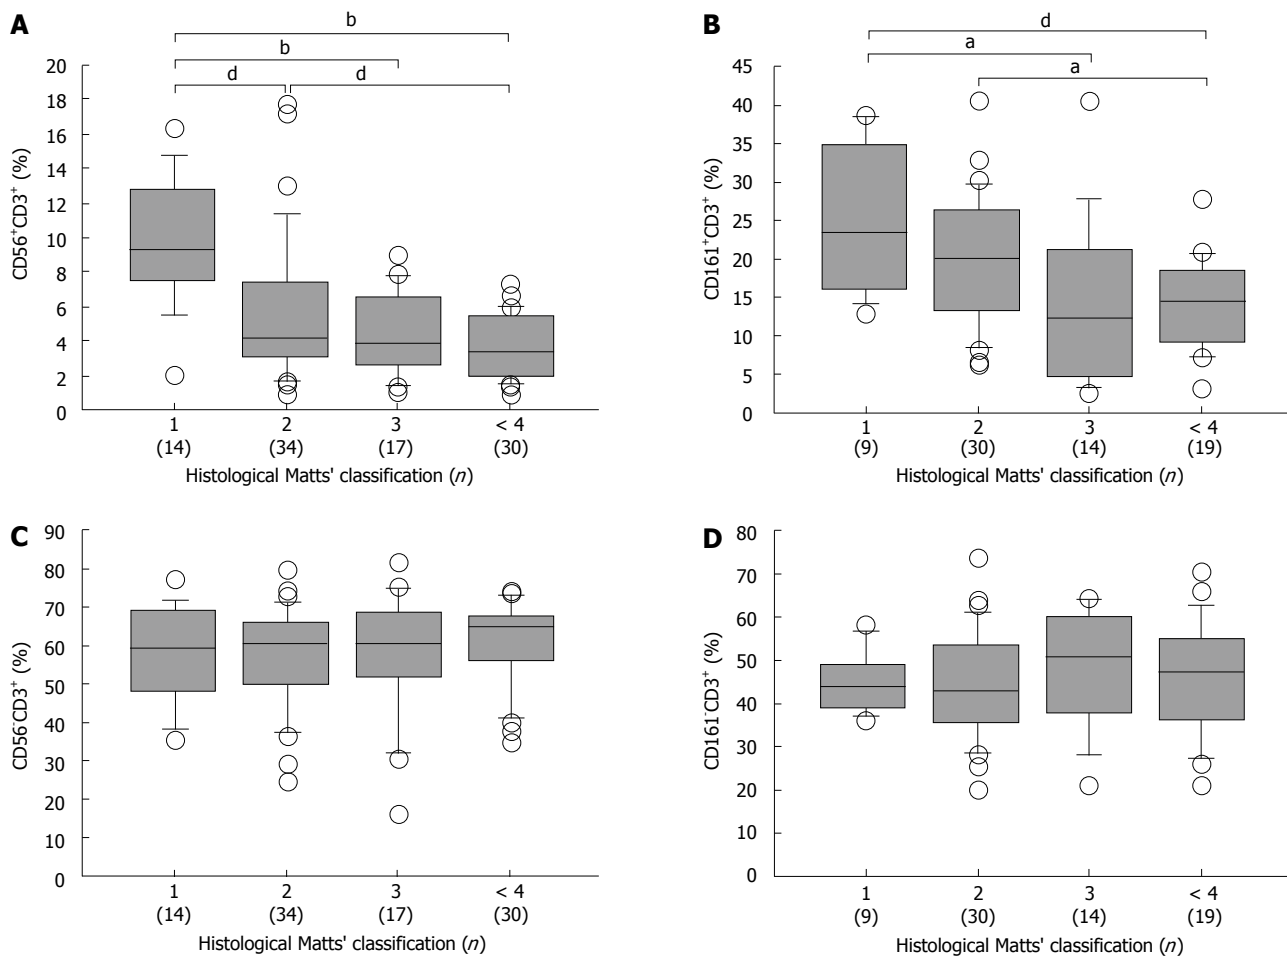 A
b
b
d d
20
18
16
14
12
10
8
6
4
2
0
CD56⁺CD3⁺ (%)
1 2 3 < 4
(14) (34) (17) (30)
Histological Matts' classification (n)
B
d
a
a
45
40
35
30
25
20
15
10
5
0
CD161⁺CD3⁺ (%)
1 2 3 < 4
(9) (30) (14) (19)
Histological Matts' classification (n)
C
90
80
70
60
50
40
30
20
10
0
CD56⁻CD3⁺ (%)
1 2 3 < 4
(14) (34) (17) (30)
Histological Matts' classification (n)
D
80
70
60
50
40
30
20
10
0
CD161⁻CD3⁺ (%)
1 2 3 < 4
(9) (30) (14) (19)
Histological Matts' classification (n)